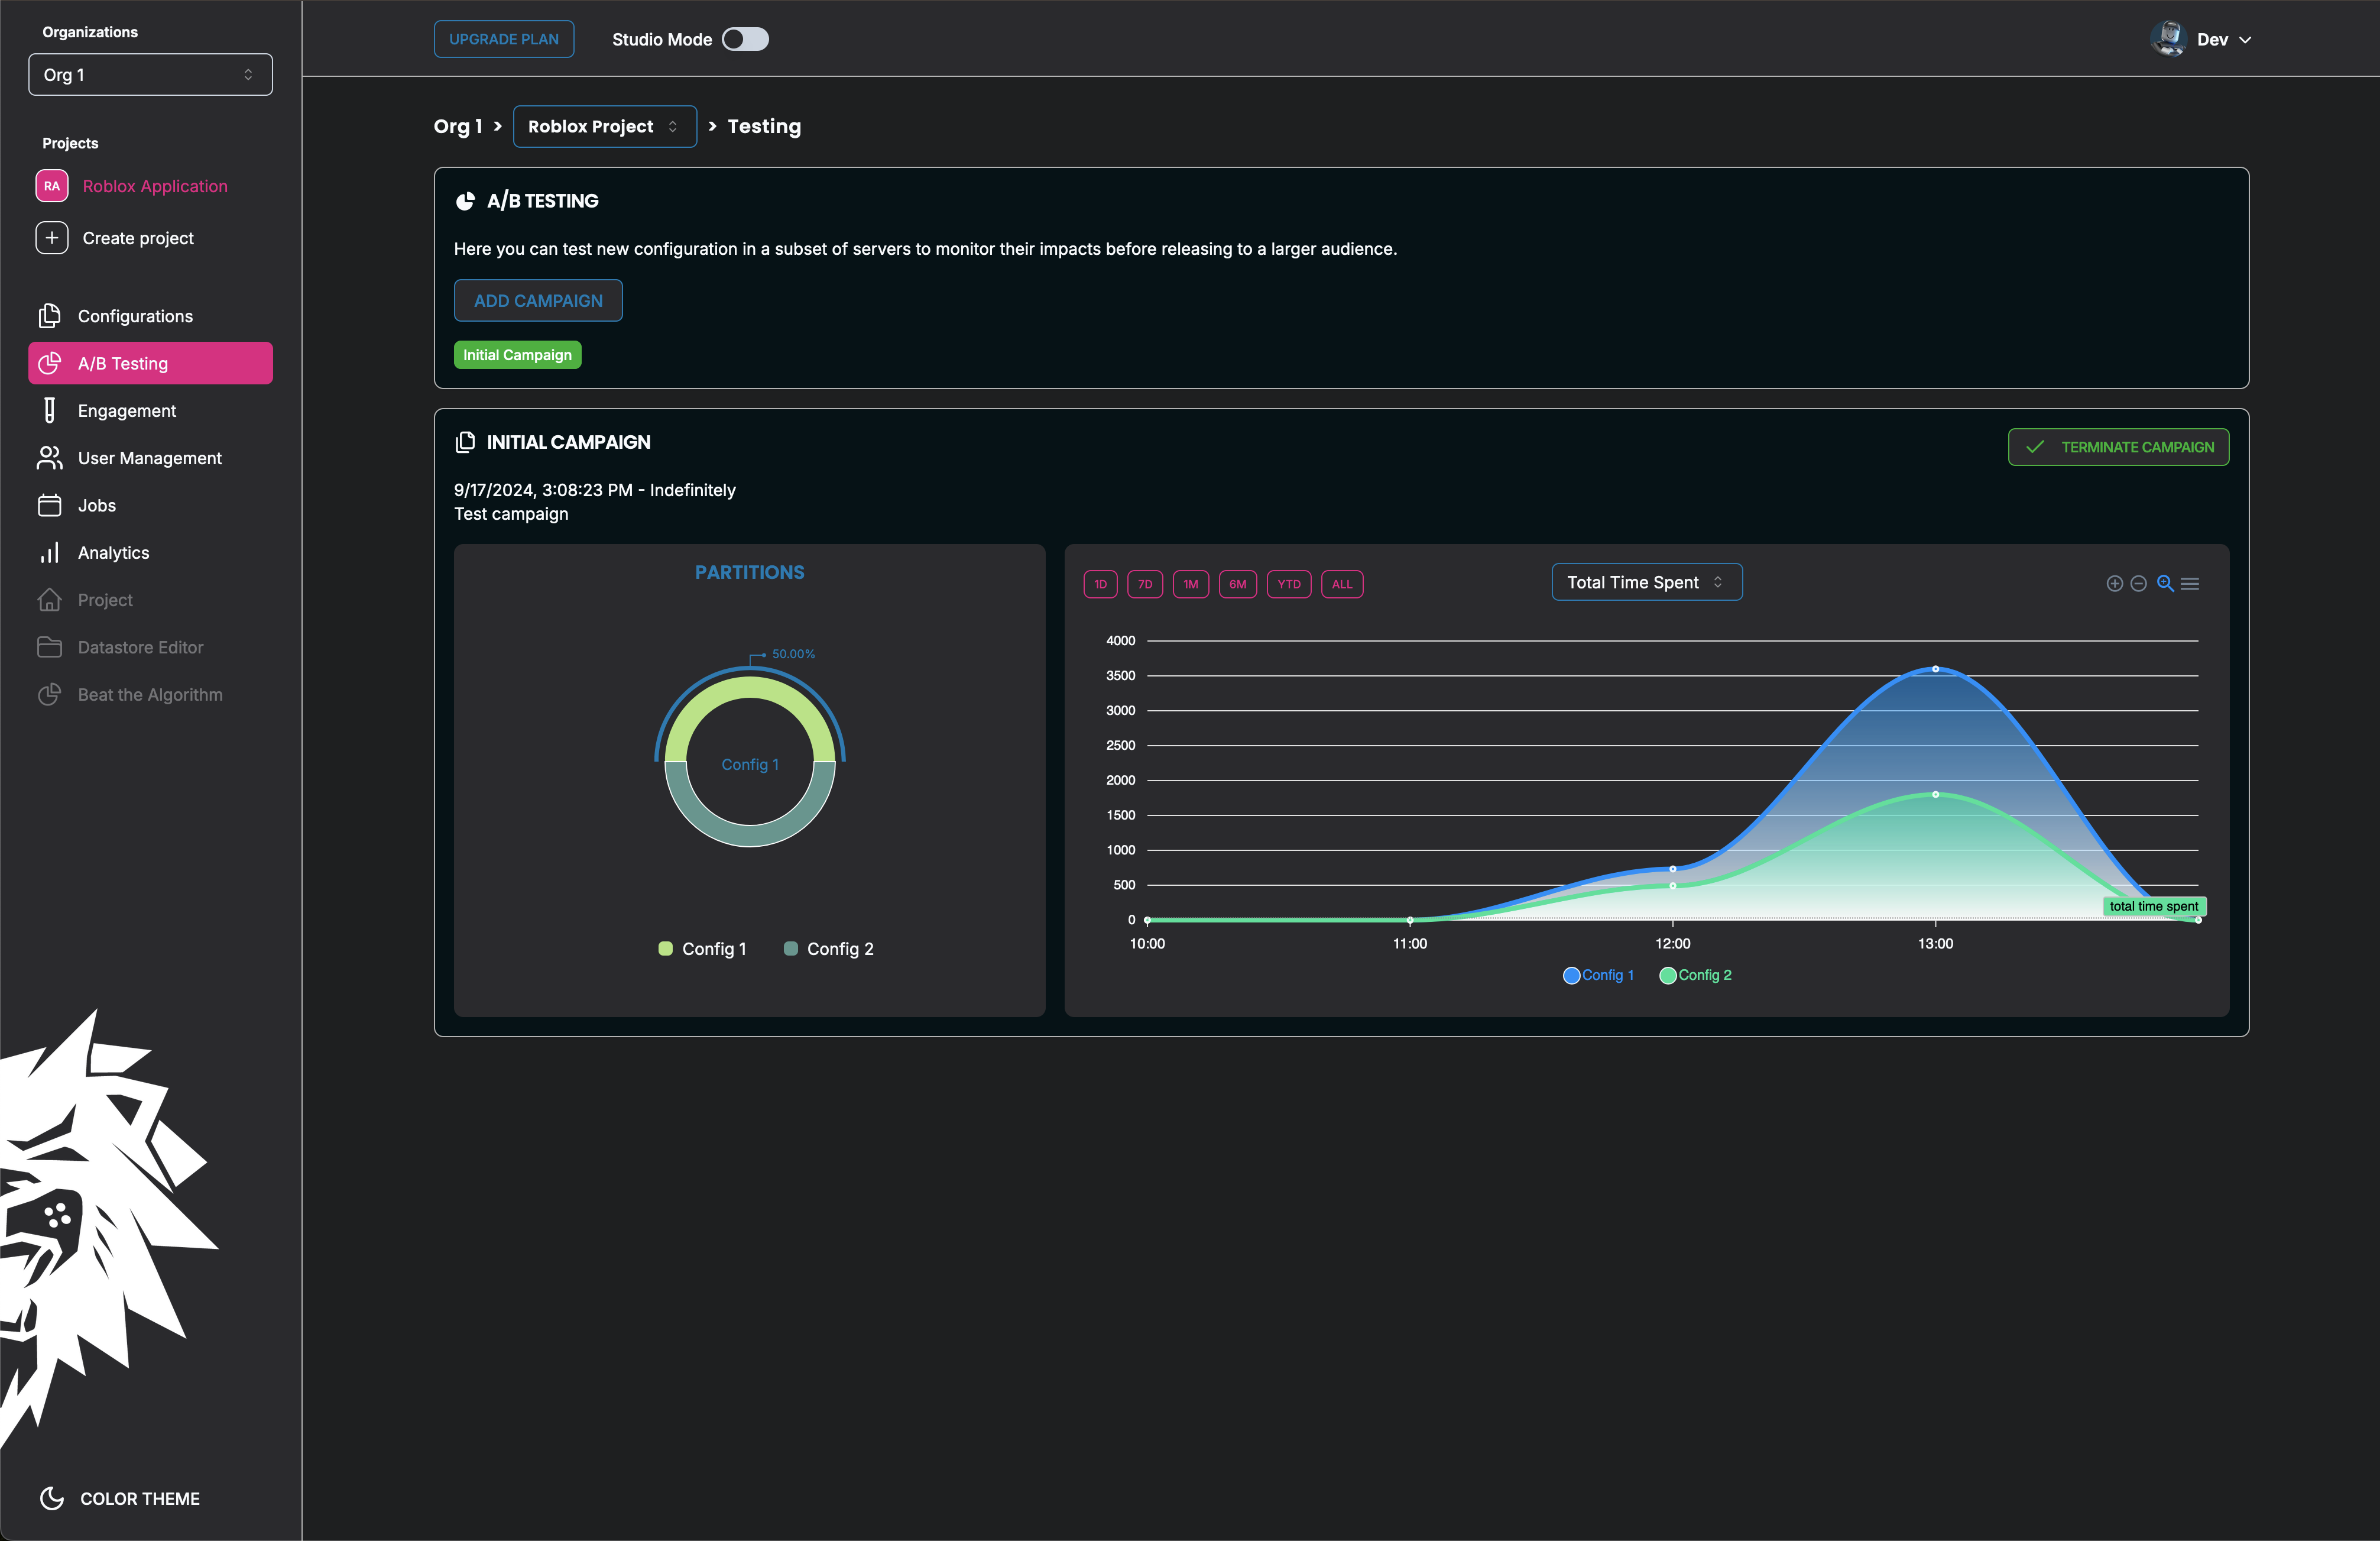 Organizations
Org 1
Projects
RA Roblox Application
Create project
Configurations
A/B Testing
Engagement
User Management
Jobs
Analytics
Project
Datastore Editor
Beat the Algorithm
COLOR THEME
UPGRADE PLAN
Studio Mode
Dev
Org 1 > Roblox Project > Testing
A/B TESTING
Here you can test new configuration in a subset of servers to monitor their impacts before releasing to a larger audience.
ADD CAMPAIGN
Initial Campaign
INITIAL CAMPAIGN
TERMINATE CAMPAIGN
9/17/2024, 3:08:23 PM - Indefinitely
Test campaign
PARTITIONS
50.00%
Config 1
Config 1 Config 2
1D 7D 1M 6M YTD ALL
Total Time Spent
4000
3500
3000
2500
2000
1500
1000
500
0
total time spent
10:00 11:00 12:00 13:00
Config 1 Config 2